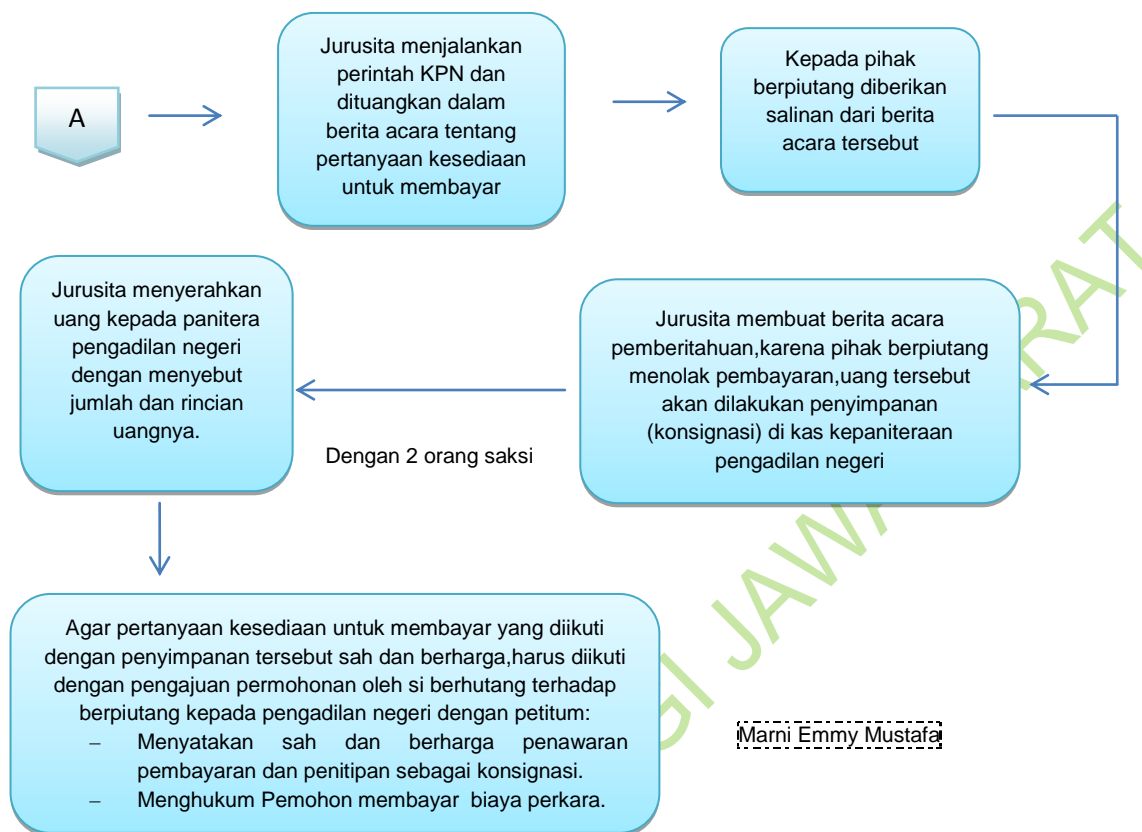 A
Jurusita menjalankan
perintah KPN dan
dituangkan dalam
berita acara tentang
pertanyaan kesediaan
untuk membayar
Kepada pihak
berpiutang diberikan
salinan dari berita
acara tersebut
Jurusita membuat berita acara
pemberitahuan,karena pihak berpiutang
menolak pembayaran,uang tersebut
akan dilakukan penyimpanan
(konsignasi) di kas kepaniteraan
pengadilan negeri
Dengan 2 orang saksi
Jurusita menyerahkan
uang kepada panitera
pengadilan negeri
dengan menyebut
jumlah dan rincian
uangnya.
Agar pertanyaan kesediaan untuk membayar yang diikuti
dengan penyimpanan tersebut sah dan berharga,harus diikuti
dengan pengajuan permohonan oleh si berhutang terhadap
berpiutang kepada pengadilan negeri dengan petitum:
– Menyatakan sah dan berharga penawaran
pembayaran dan penitipan sebagai konsignasi.
– Menghukum Pemohon membayar biaya perkara.
Marni Emmy Mustafa